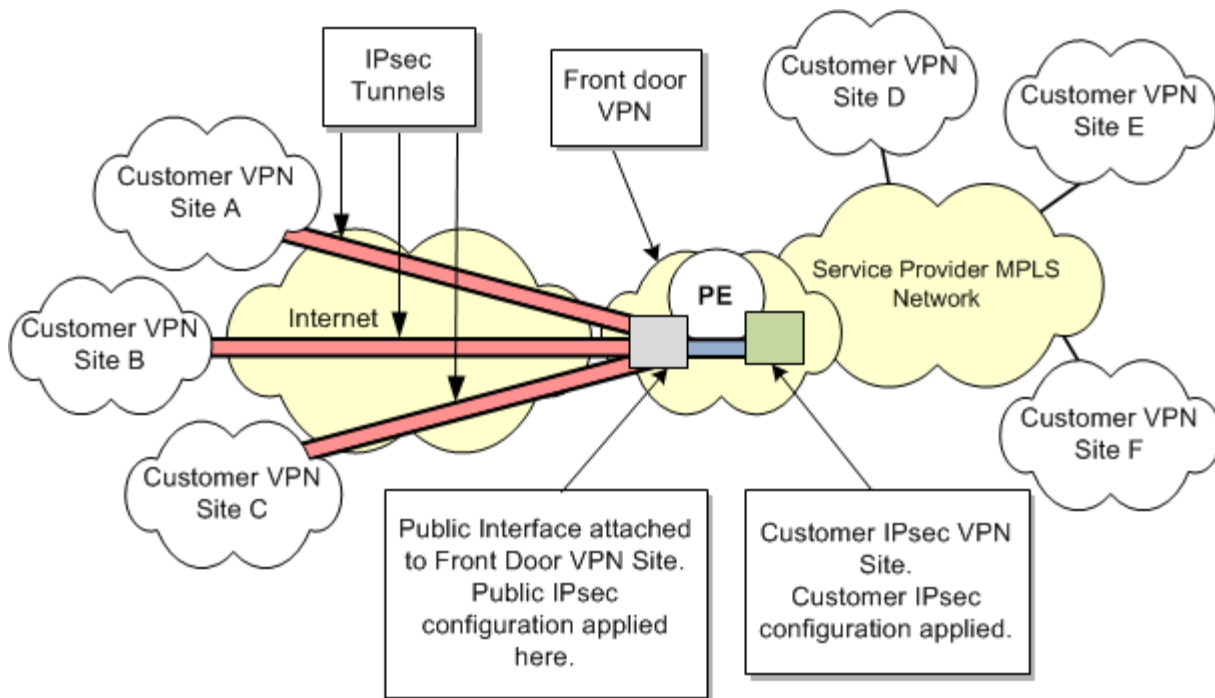 IPsec
Tunnels
Front door
VPN
Customer VPN
Site D
Customer VPN
Site E
Customer VPN
Site A
Service Provider MPLS
Network
PE
Internet
Customer VPN
Site B
Customer VPN
Site C
Customer VPN
Site F
Public Interface attached
to Front Door VPN Site.
Public IPsec
configuration applied
here.
Customer IPsec VPN
Site.
Customer IPsec
configuration applied.